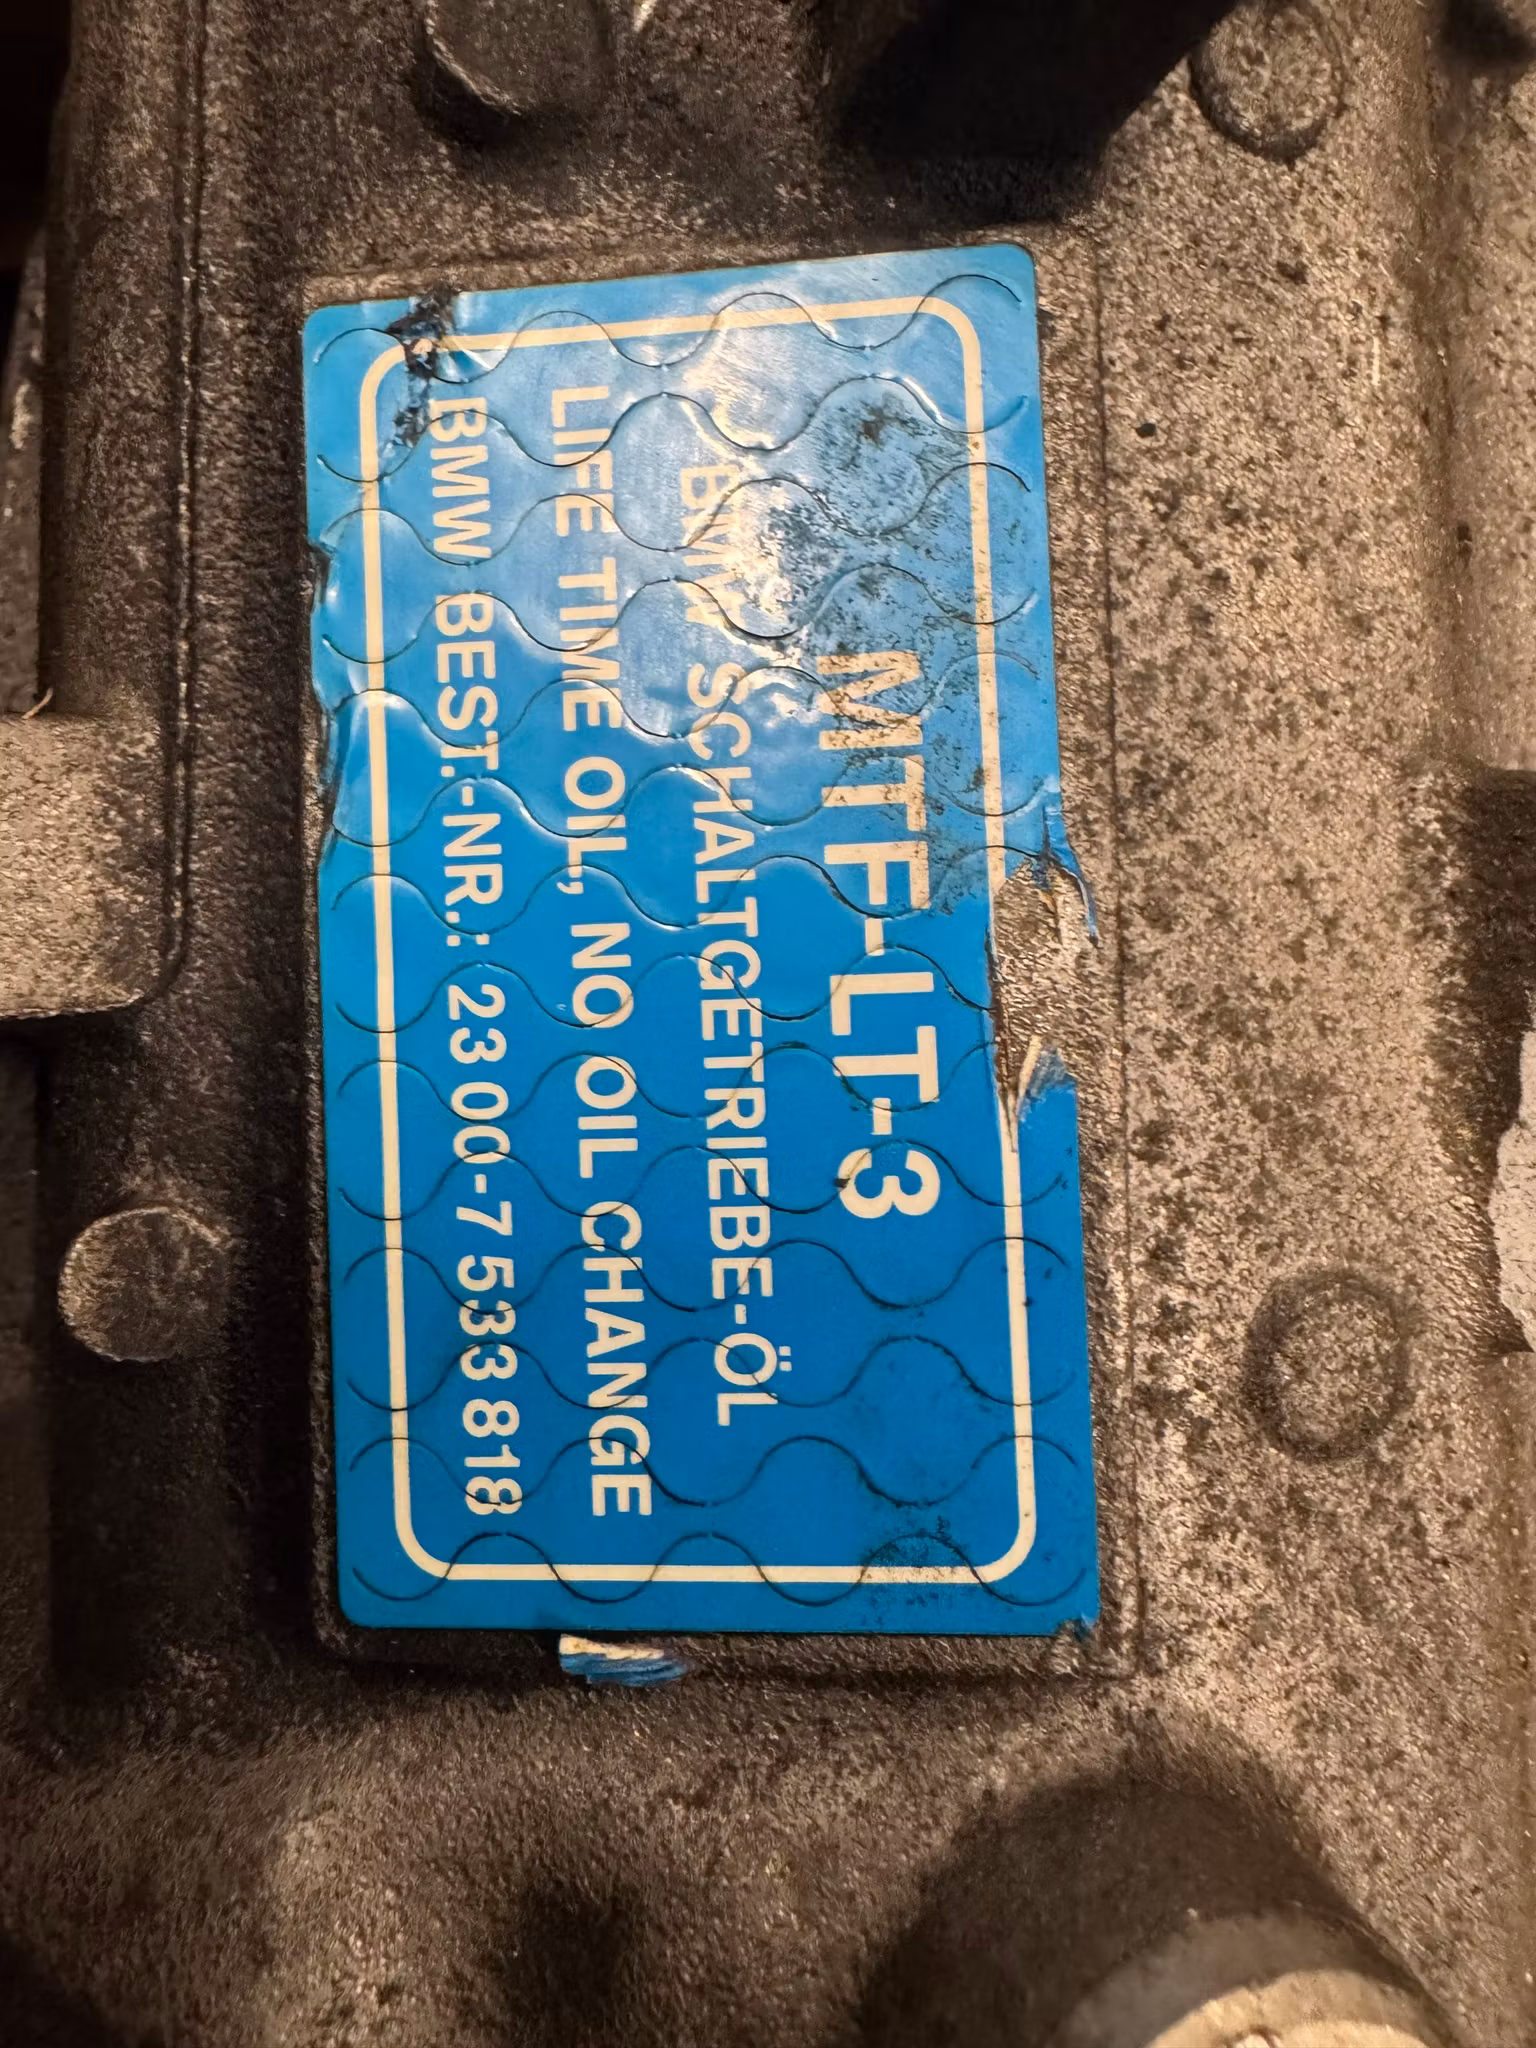 MTF-LT-3
BMW SCHALTGETRIEBE-ÖL
LIFE TIME OIL, NO OIL CHANGE
BMW BEST.-NR.: 23 00-7 533 818